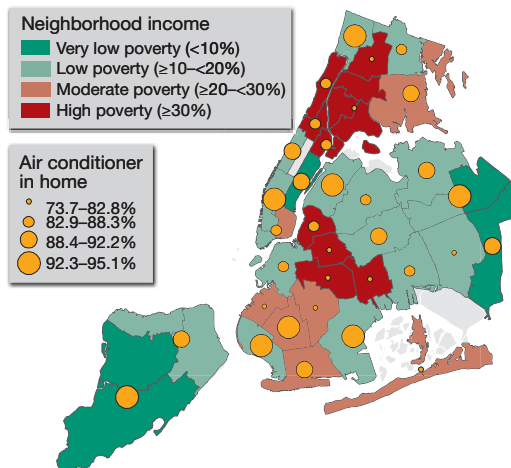 Neighborhood income
Very low poverty (<10%)
Low poverty (≥10–<20%)
Moderate poverty (≥20–<30%)
High poverty (≥30%)
Air conditioner
in home
73.7–82.8%
82.9–88.3%
88.4–92.2%
92.3–95.1%